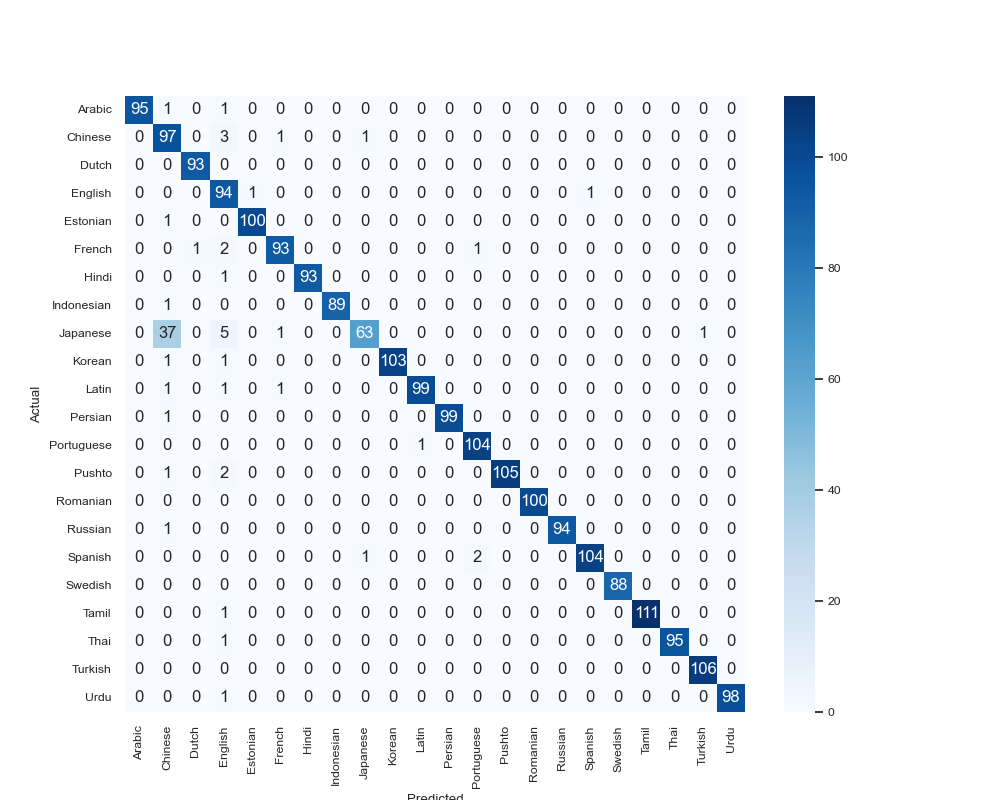 Arabic 95 1 0 1 0 0 0 0 0 0 0 0 0 0 0 0 0 0 0 0 0 0
Chinese 0 97 0 3 0 1 0 0 1 0 0 0 0 0 0 0 0 0 0 0 0 0
Dutch 0 0 93 0 0 0 0 0 0 0 0 0 0 0 0 0 0 0 0 0 0 0
English 0 0 0 94 1 0 0 0 0 0 0 0 0 0 0 0 1 0 0 0 0 0
Estonian 0 1 0 0 100 0 0 0 0 0 0 0 0 0 0 0 0 0 0 0 0 0
French 0 0 1 2 0 93 0 0 0 0 0 0 1 0 0 0 0 0 0 0 0 0
Hindi 0 0 0 1 0 0 93 0 0 0 0 0 0 0 0 0 0 0 0 0 0 0
Indonesian 0 1 0 0 0 0 0 89 0 0 0 0 0 0 0 0 0 0 0 0 0 0
Japanese 0 37 0 5 0 1 0 0 63 0 0 0 0 0 0 0 0 0 0 0 1 0
Korean 0 1 0 1 0 0 0 0 0 103 0 0 0 0 0 0 0 0 0 0 0 0
Latin 0 1 0 1 0 1 0 0 0 0 99 0 0 0 0 0 0 0 0 0 0 0
Persian 0 1 0 0 0 0 0 0 0 0 0 99 0 0 0 0 0 0 0 0 0 0
Portuguese 0 0 0 0 0 0 0 0 0 0 1 0 104 0 0 0 0 0 0 0 0 0
Pushto 0 1 0 2 0 0 0 0 0 0 0 0 0 105 0 0 0 0 0 0 0 0
Romanian 0 0 0 0 0 0 0 0 0 0 0 0 0 0 100 0 0 0 0 0 0 0
Russian 0 1 0 0 0 0 0 0 0 0 0 0 0 0 0 94 0 0 0 0 0 0
Spanish 0 0 0 0 0 0 0 0 1 0 0 0 2 0 0 0 104 0 0 0 0 0
Swedish 0 0 0 0 0 0 0 0 0 0 0 0 0 0 0 0 0 88 0 0 0 0
Tamil 0 0 0 1 0 0 0 0 0 0 0 0 0 0 0 0 0 0 111 0 0 0
Thai 0 0 0 1 0 0 0 0 0 0 0 0 0 0 0 0 0 0 0 95 0 0
Turkish 0 0 0 0 0 0 0 0 0 0 0 0 0 0 0 0 0 0 0 0 106 0
Urdu 0 0 0 1 0 0 0 0 0 0 0 0 0 0 0 0 0 0 0 0 0 98
Actual
Arabic Chinese Dutch English Estonian French Hindi Indonesian Japanese Korean Latin Persian Portuguese Pushto Romanian Russian Spanish Swedish Tamil Thai Turkish Urdu
Predicted
100
80
60
40
20
0